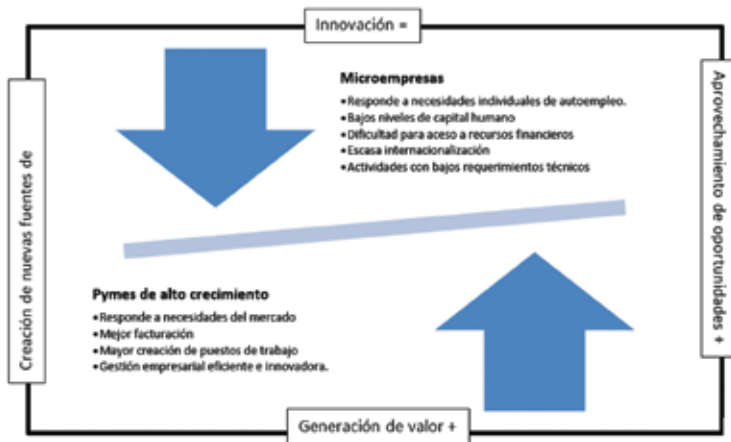 Innovación =
Creación de nuevas fuentes de
Microempresas
•Responde a necesidades individuales de autoempleo.
•Bajos niveles de capital humano
•Dificultad para aceso a recursos financieros
•Escasa internacionalización
•Actividades con bajos requerimientos técnicos
Aprovechamiento de oportunidades +
Pymes de alto crecimiento
•Responde a necesidades del mercado
•Mejor facturación
•Mayor creación de puestos de trabajo
•Gestión empresarial eficiente e innovadora.
Generación de valor +